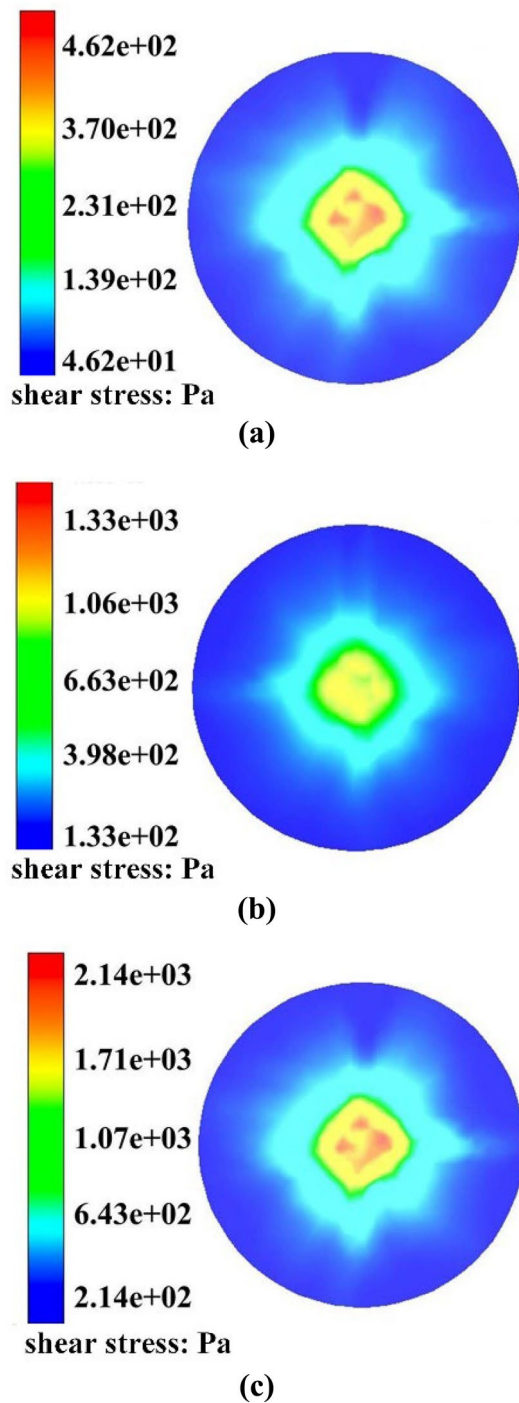 4.62e+02
3.70e+02
2.31e+02
1.39e+02
4.62e+01
shear stress: Pa
(a)
1.33e+03
1.06e+03
6.63e+02
3.98e+02
1.33e+02
shear stress: Pa
(b)
2.14e+03
1.71e+03
1.07e+03
6.43e+02
2.14e+02
shear stress: Pa
(c)